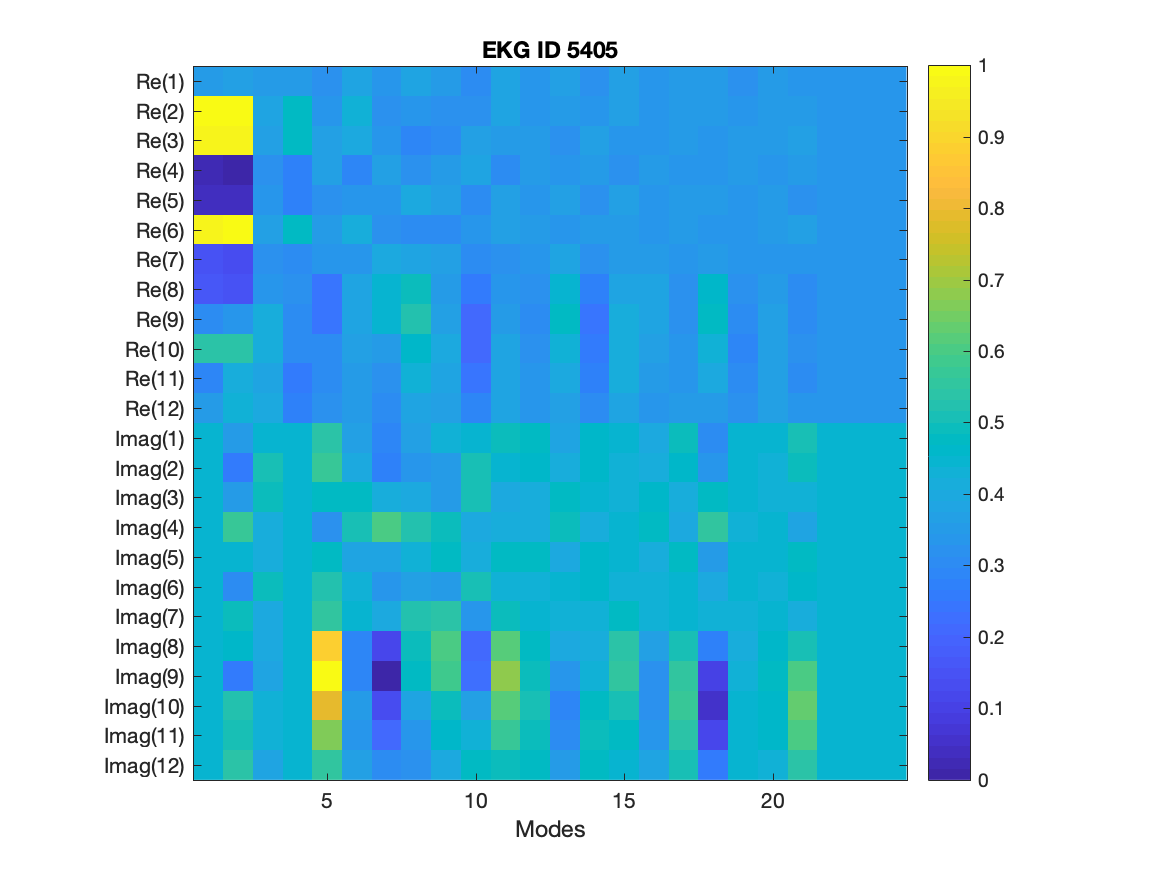 EKG ID 5405
Re(1)
Re(2)
Re(3)
Re(4)
Re(5)
Re(6)
Re(7)
Re(8)
Re(9)
Re(10)
Re(11)
Re(12)
Imag(1)
Imag(2)
Imag(3)
Imag(4)
Imag(5)
Imag(6)
Imag(7)
Imag(8)
Imag(9)
Imag(10)
Imag(11)
Imag(12)
5 10 15 20
Modes
1
0.9
0.8
0.7
0.6
0.5
0.4
0.3
0.2
0.1
0